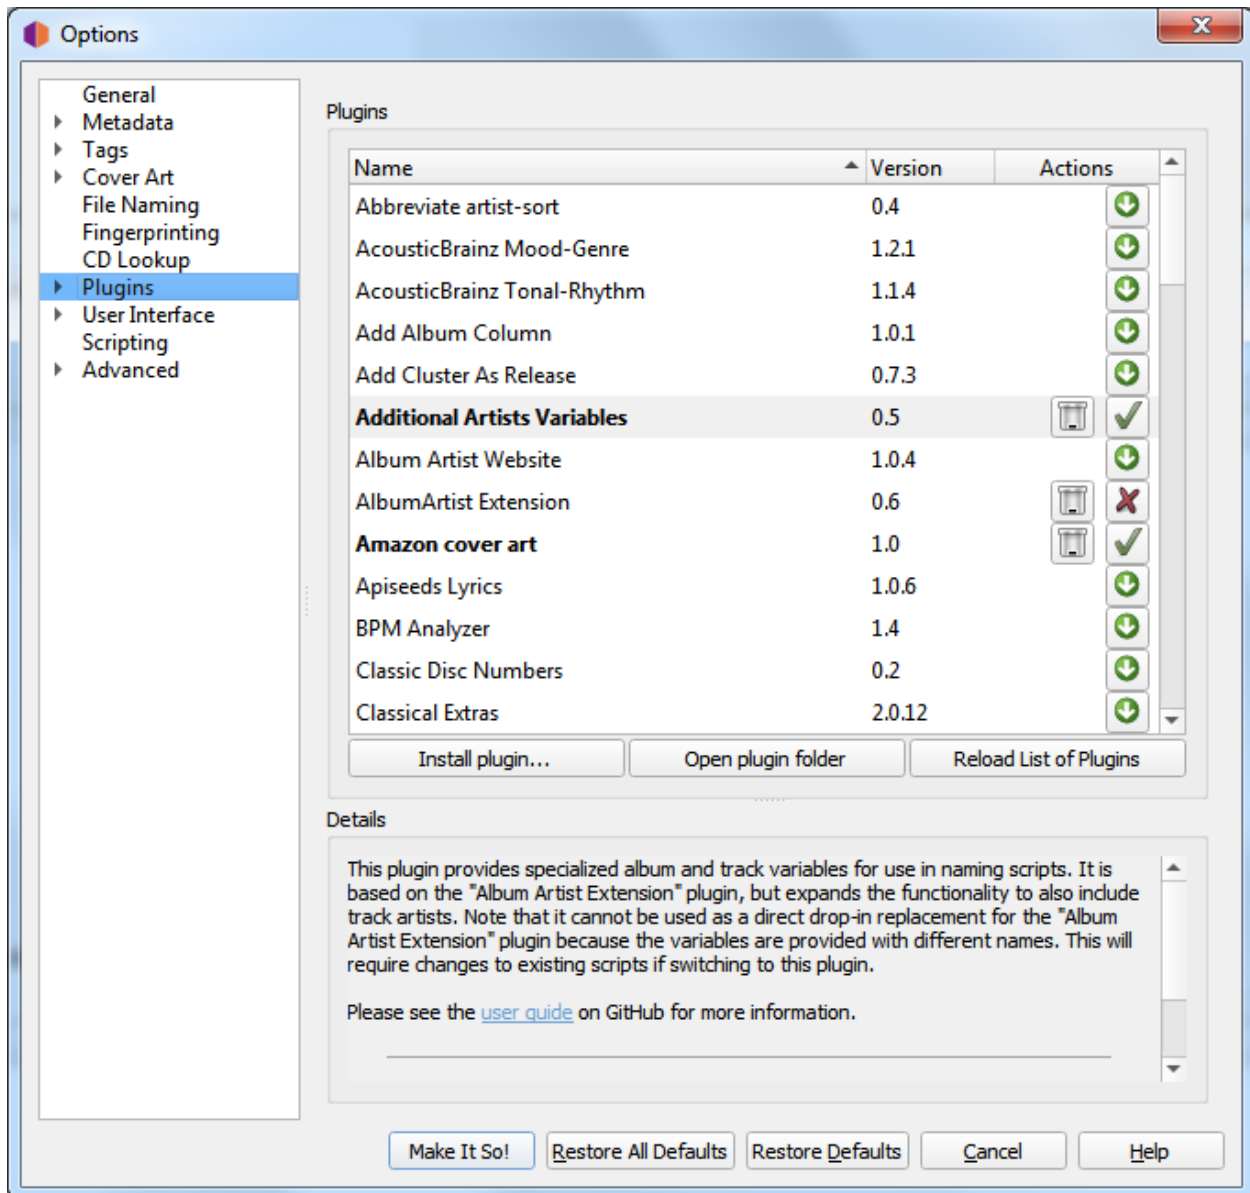 Options
General
Metadata
Tags
Cover Art
File Naming
Fingerprinting
CD Lookup
Plugins
User Interface
Scripting
Advanced
Plugins
Name Version Actions
Abbreviate artist-sort 0.4
AcousticBrainz Mood-Genre 1.2.1
AcousticBrainz Tonal-Rhythm 1.1.4
Add Album Column 1.0.1
Add Cluster As Release 0.7.3
Additional Artists Variables 0.5
Album Artist Website 1.0.4
AlbumArtist Extension 0.6
Amazon cover art 1.0
Apiseeds Lyrics 1.0.6
BPM Analyzer 1.4
Classic Disc Numbers 0.2
Classical Extras 2.0.12
Install plugin... Open plugin folder Reload List of Plugins
Details
This plugin provides specialized album and track variables for use in naming scripts. It is
based on the "Album Artist Extension" plugin, but expands the functionality to also include
track artists. Note that it cannot be used as a direct drop-in replacement for the "Album
Artist Extension" plugin because the variables are provided with different names. This will
require changes to existing scripts if switching to this plugin.
Please see the user guide on GitHub for more information.
Make It So! Restore All Defaults Restore Defaults Cancel Help